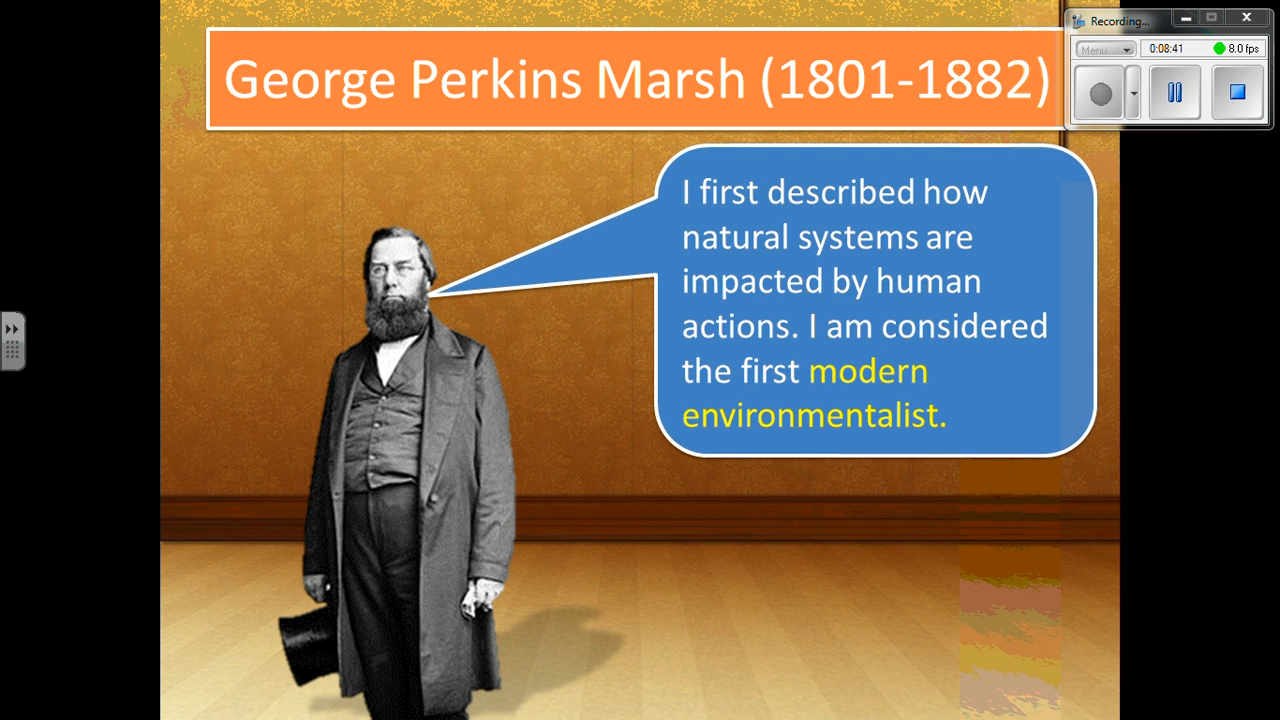 George Perkins Marsh (1801-1882)
Recording...
Menu
0:08:41
8.0 fps
I first described how
natural systems are
impacted by human
actions. I am considered
the first modern
environmentalist.